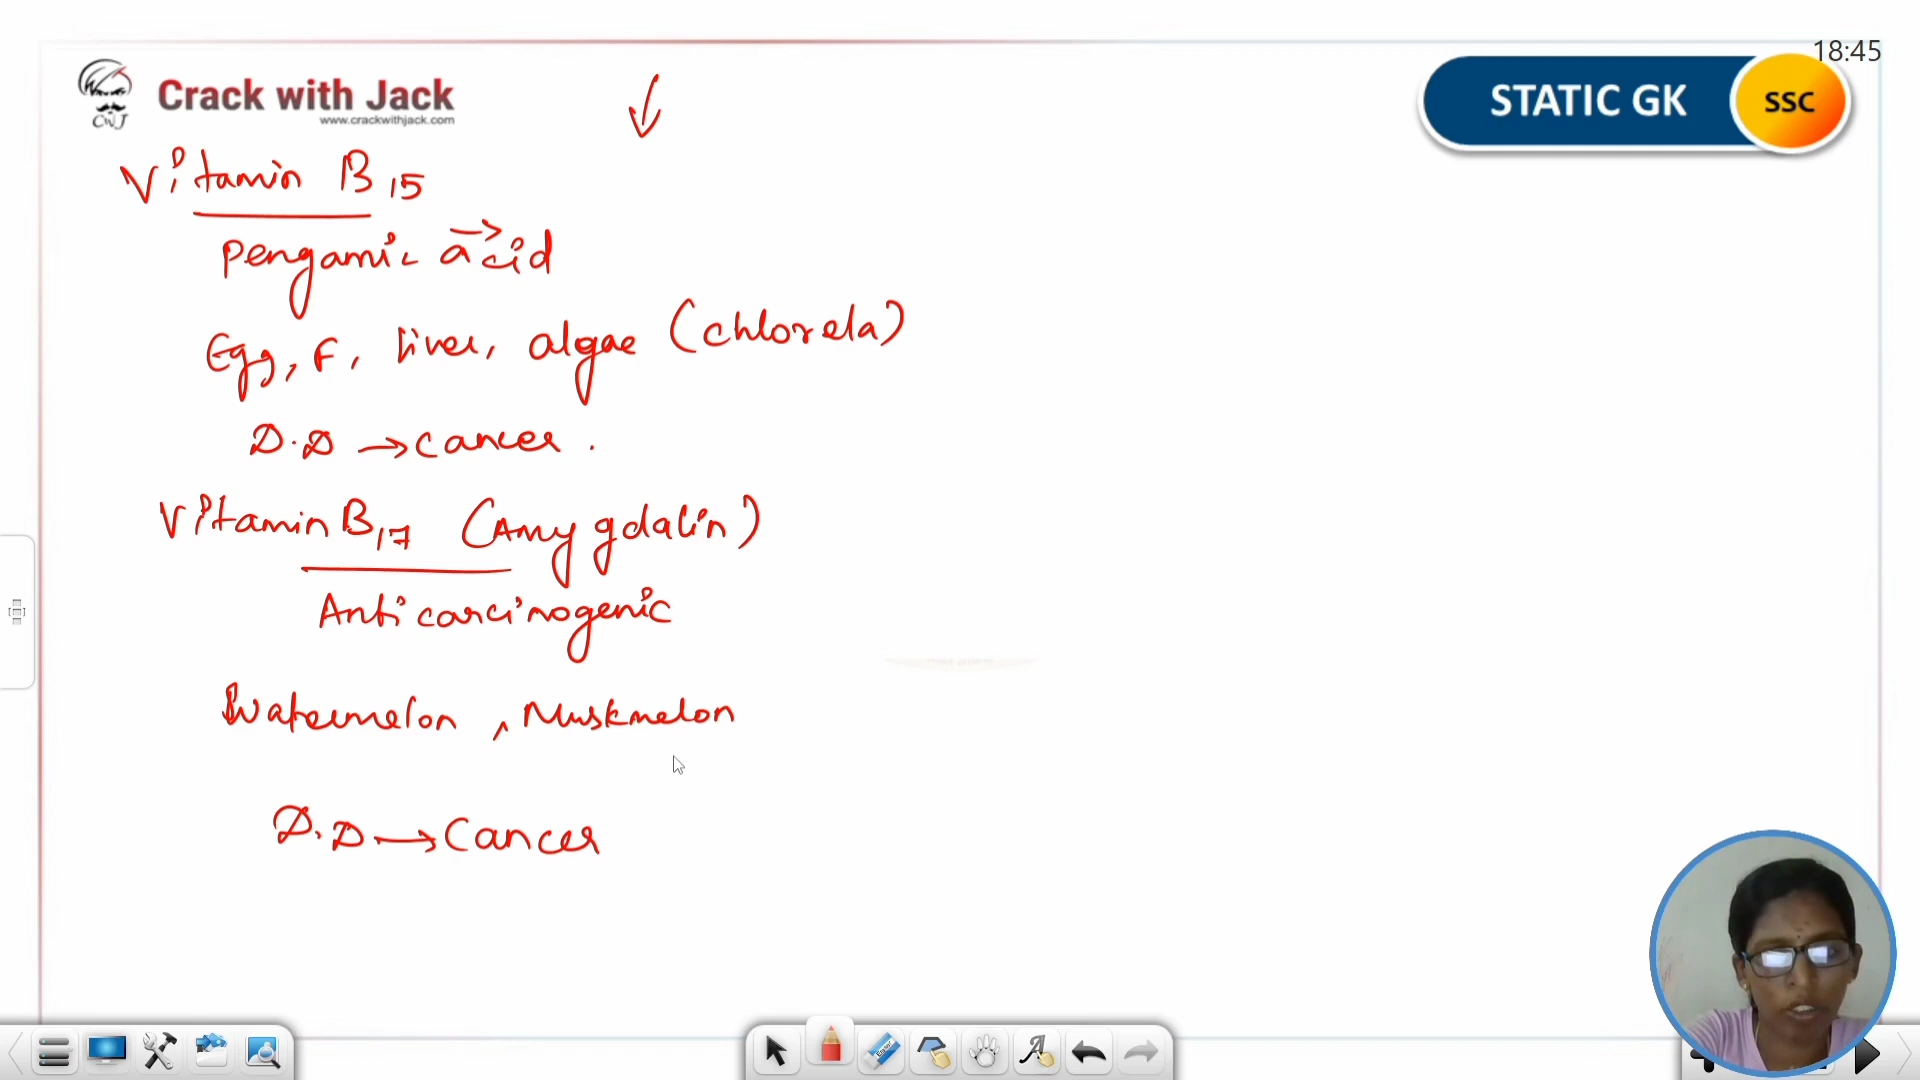 18:45
Crack with Jack
www.crackwithjack.com
CWJ
STATIC GK
SSC
Vitamin B15
Pengamic acid
Egg, F, Liver, algae (chlorela)
D.D → cancer.
Vitamin B17 (Amygdalin)
Anticarcinogenic
Watermelon, Muskmelon
D.D → Cancer